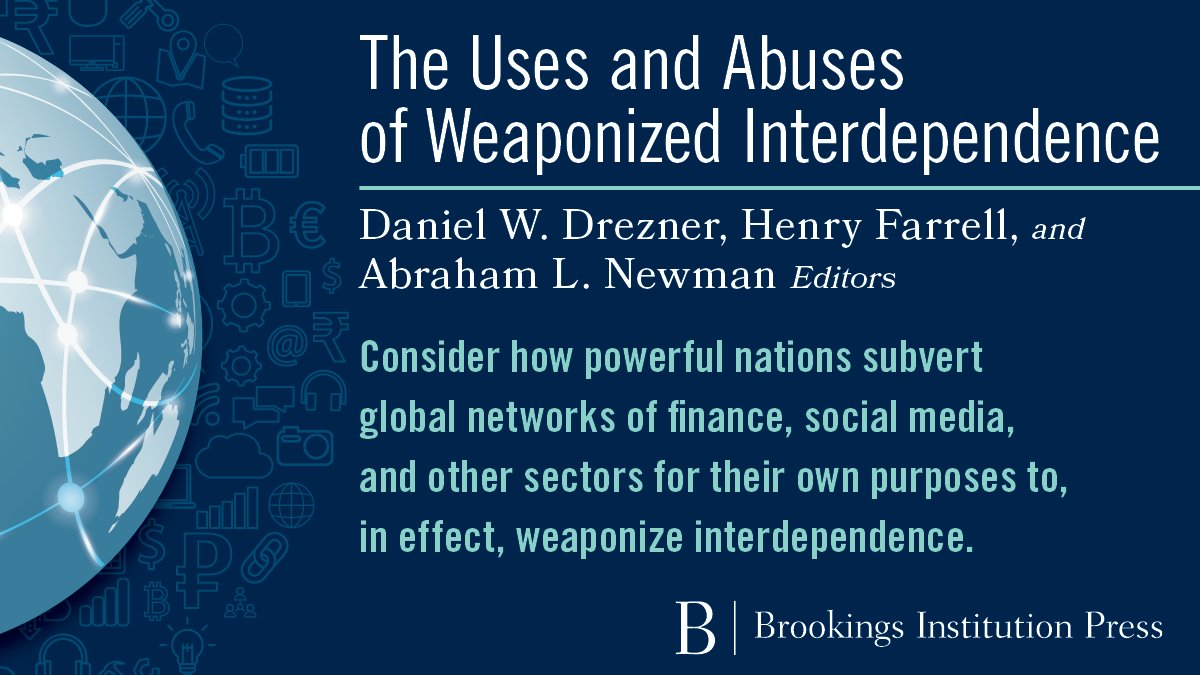 The Uses and Abuses
of Weaponized Interdependence
Daniel W. Drezner, Henry Farrell, and
Abraham L. Newman Editors
Consider how powerful nations subvert
global networks of finance, social media,
and other sectors for their own purposes to,
in effect, weaponize interdependence.
B | Brookings Institution Press